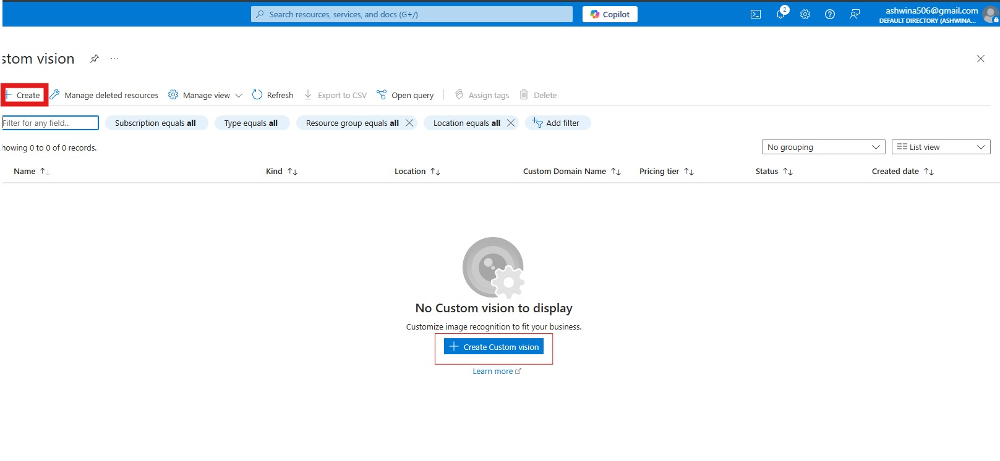 Search resources, services, and docs (G+/)
Copilot
2
ashwina506@gmail.com
DEFAULT DIRECTORY (ASHWINA...
stom vision
...
+ Create
Manage deleted resources
Manage view
Refresh
Export to CSV
Open query
Assign tags
Delete
Filter for any field...
Subscription equals all
Type equals all
Resource group equals all
Location equals all
Add filter
howing 0 to 0 of 0 records.
No grouping
List view
Name
Kind
Location
Custom Domain Name
Pricing tier
Status
Created date
No Custom vision to display
Customize image recognition to fit your business.
+ Create Custom vision
Learn more